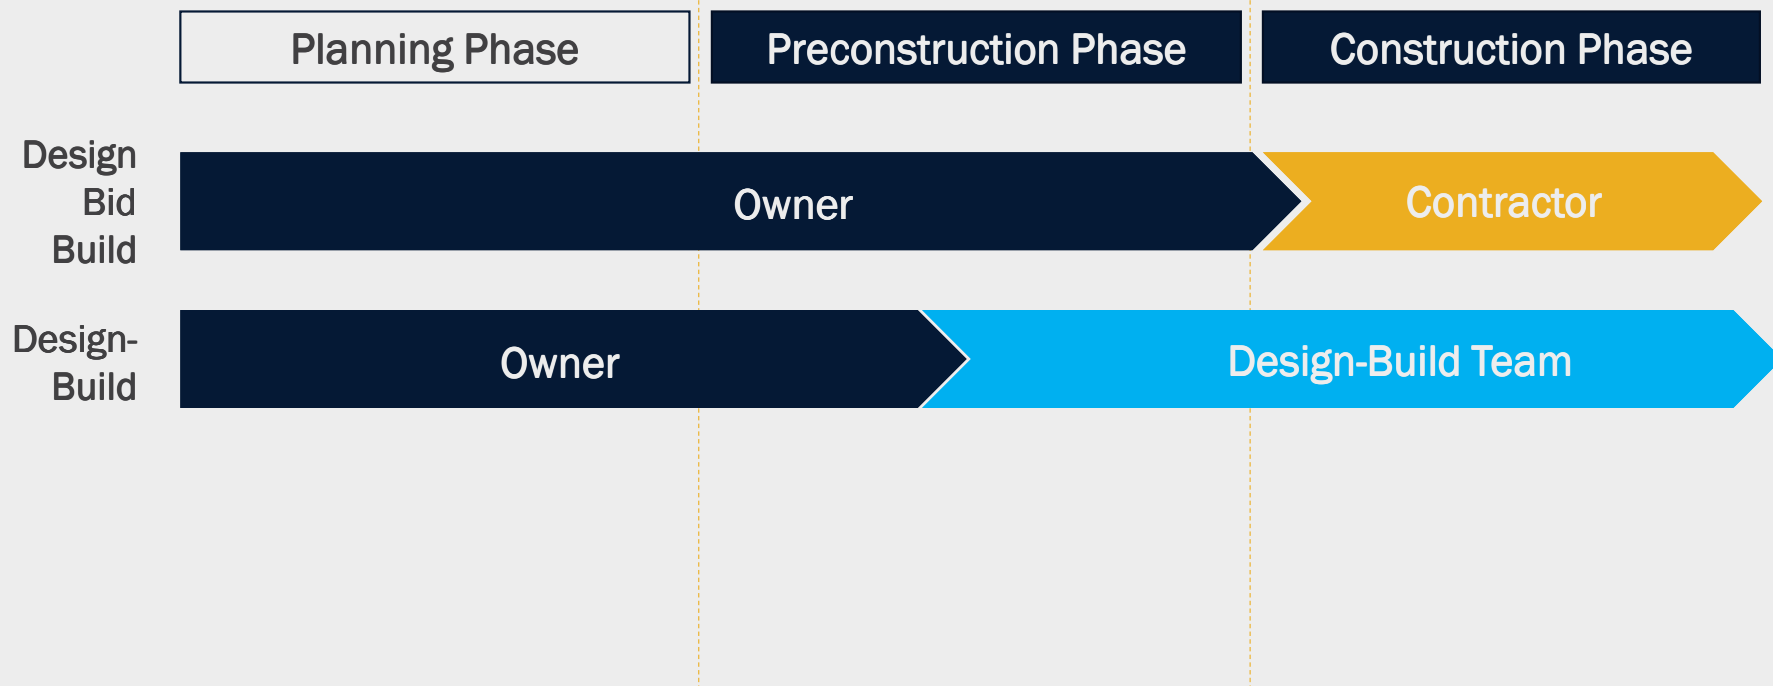 Planning Phase
Preconstruction Phase
Construction Phase
Design
Bid
Build
Owner
Contractor
Design-
Build
Owner
Design-Build Team